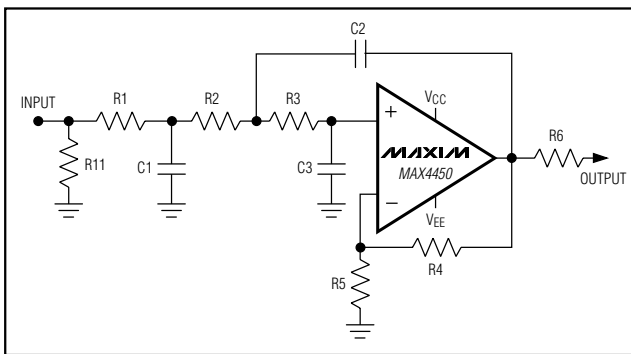 C2
INPUT
R1
R2
R3
VCC
+
R11
C1
C3
MAXIM
MAX4450
R6
OUTPUT
−
VEE
R4
R5